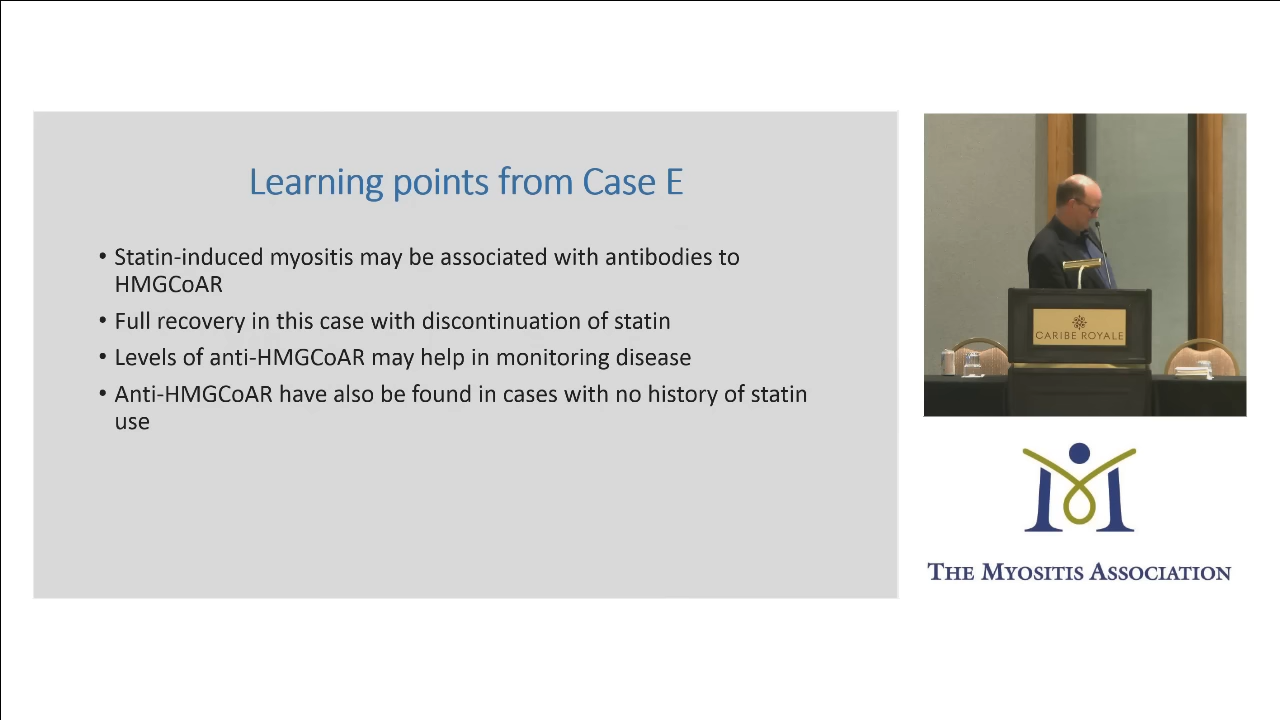 Learning points from Case E
• Statin-induced myositis may be associated with antibodies to
HMGCoAR
• Full recovery in this case with discontinuation of statin
• Levels of anti-HMGCoAR may help in monitoring disease
• Anti-HMGCoAR have also be found in cases with no history of statin
use
CARIBE ROYALE
THE MYOSITIS ASSOCIATION